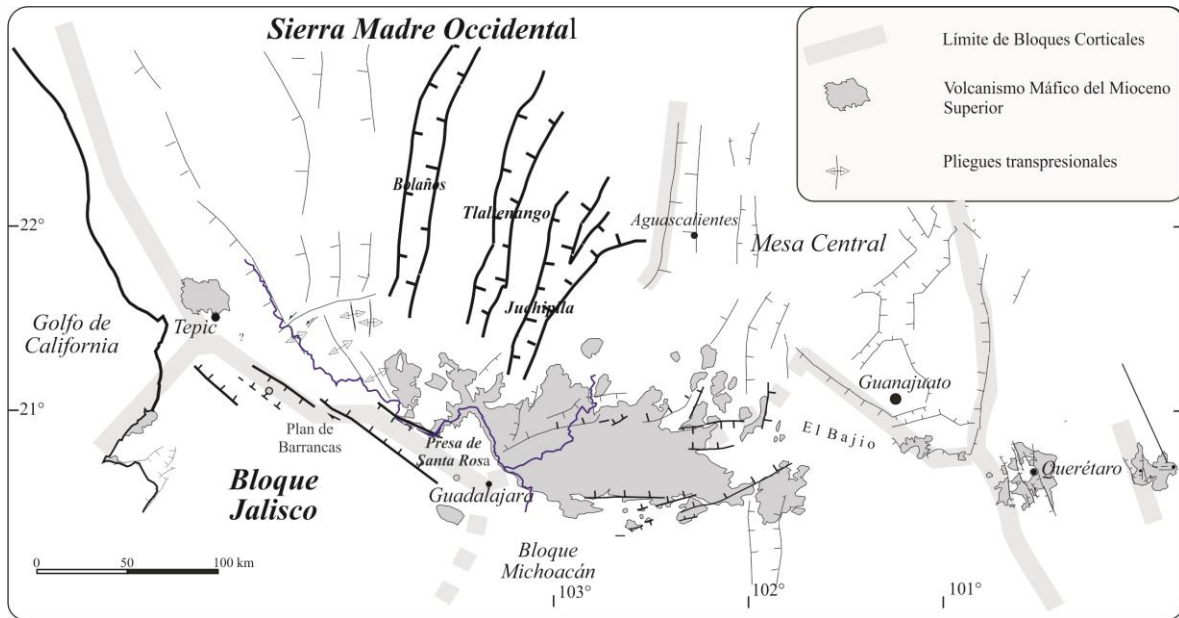 Sierra Madre Occidental
Límite de Bloques Corticales
Volcanismo Máfico del Mioceno
Superior
Pliegues transpresionales
Bolaños
Tlaltenango
Juchipila
Aguascalientes
Mesa Central
22°
Golfo de
California
Tepic
?
21°
Plan de
Barrancas
Presa de
Santa Rosa
Guadalajara
Bloque
Jalisco
Guanajuato
El Bajío
Querétaro
Bloque
Michoacán
0 50 100 km
103°
102°
101°